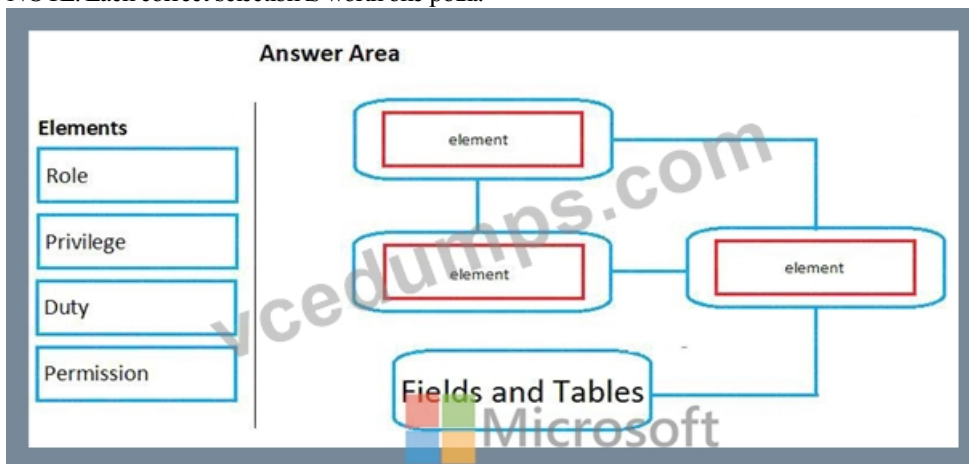 NOTE: Each correct selection is worth one point.
Answer Area
Elements
Role
Privilege
Duty
Permission
element
element
element
Fields and Tables
vcedumps.com
Microsoft